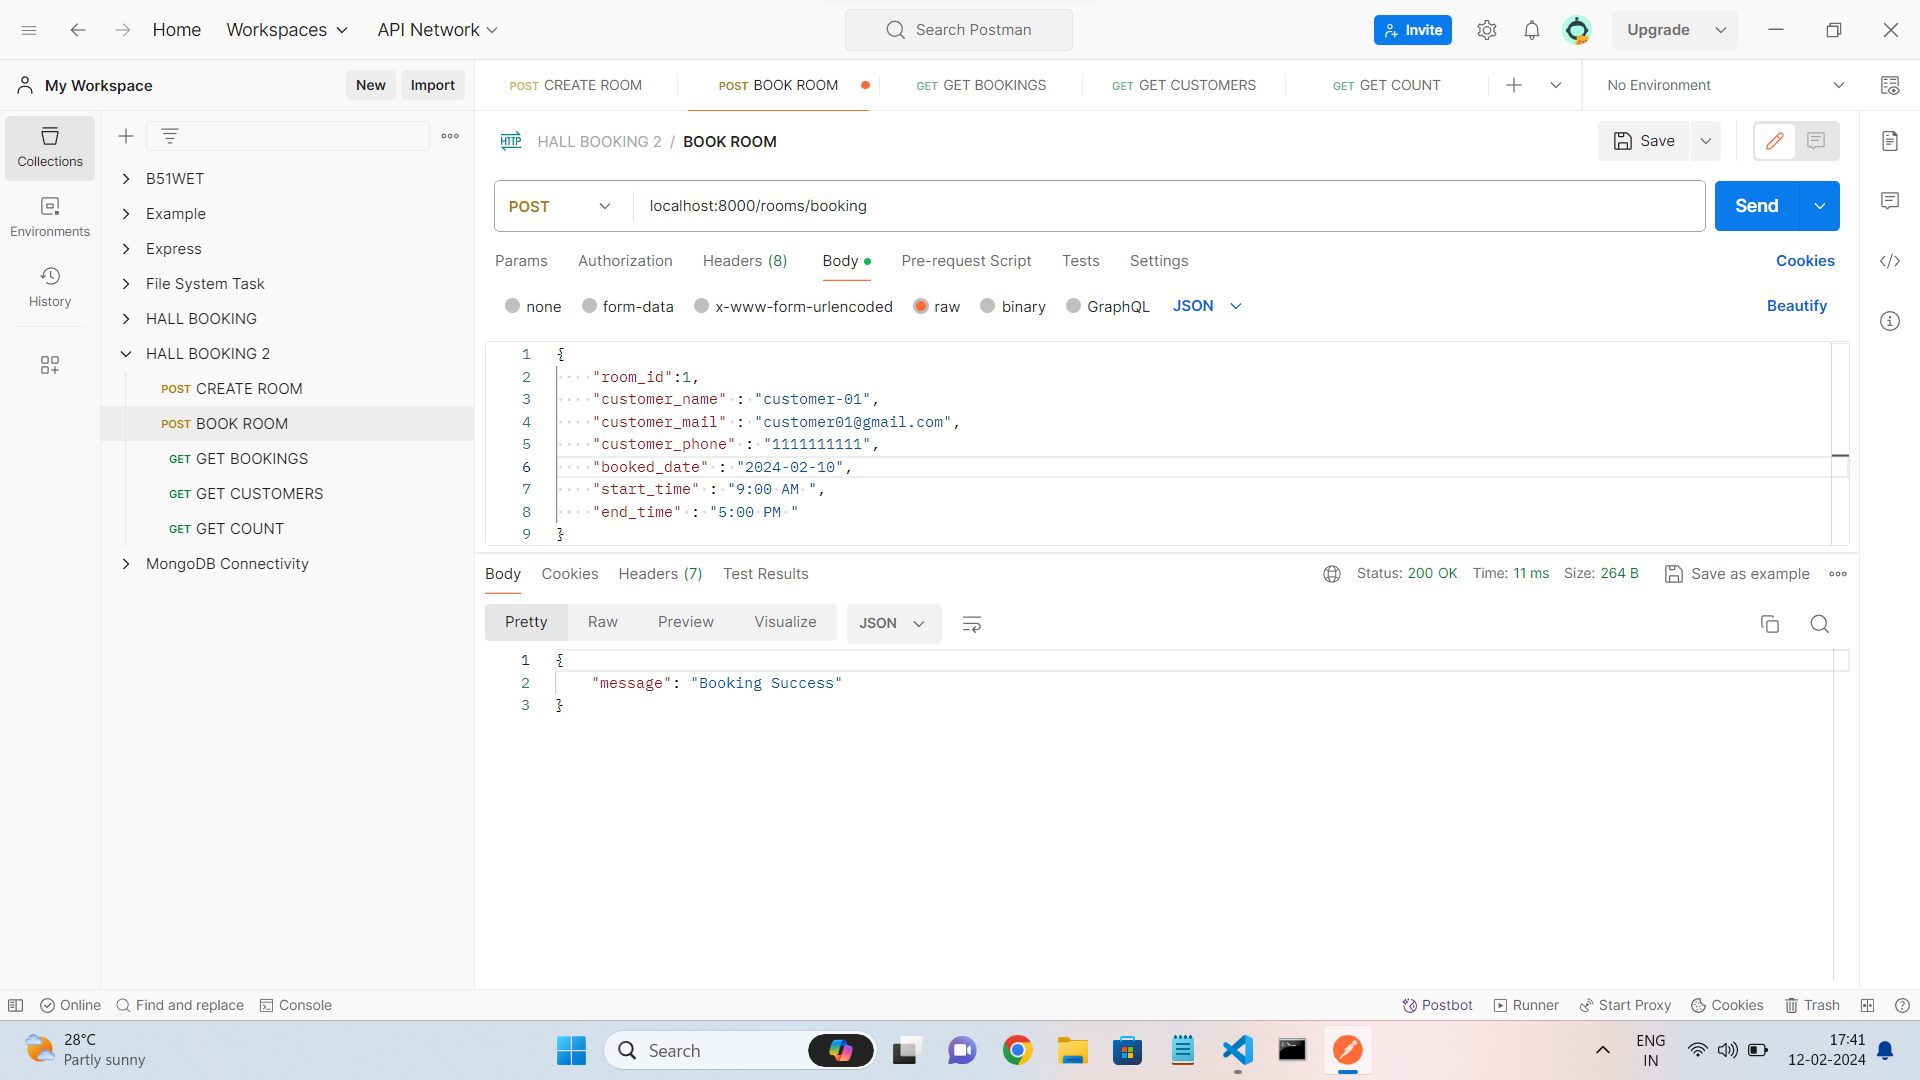 Home Workspaces API Network Search Postman Invite Upgrade
My Workspace New Import POST CREATE ROOM POST BOOK ROOM GET GET BOOKINGS GET GET CUSTOMERS GET GET COUNT No Environment
Collections
Environments
History
B51WET
Example
Express
File System Task
HALL BOOKING
HALL BOOKING 2
POST CREATE ROOM
POST BOOK ROOM
GET GET BOOKINGS
GET GET CUSTOMERS
GET GET COUNT
MongoDB Connectivity
HTTP HALL BOOKING 2 / BOOK ROOM Save
POST localhost:8000/rooms/booking Send
Params Authorization Headers (8) Body Pre-request Script Tests Settings Cookies
none form-data x-www-form-urlencoded raw binary GraphQL JSON Beautify
1 {
2 "room_id":1,
3 "customer_name" : "customer-01",
4 "customer_mail" : "customer01@gmail.com",
5 "customer_phone" : "1111111111",
6 "booked_date" : "2024-02-10",
7 "start_time" : "9:00 AM ",
8 "end_time" : "5:00 PM "
9 }
Body Cookies Headers (7) Test Results Status: 200 OK Time: 11 ms Size: 264 B Save as example
Pretty Raw Preview Visualize JSON
1 {
2 "message": "Booking Success"
3 }
Online Find and replace Console Postbot Runner Start Proxy Cookies Trash
28°C
Partly sunny
Search
ENG
IN
17:41
12-02-2024